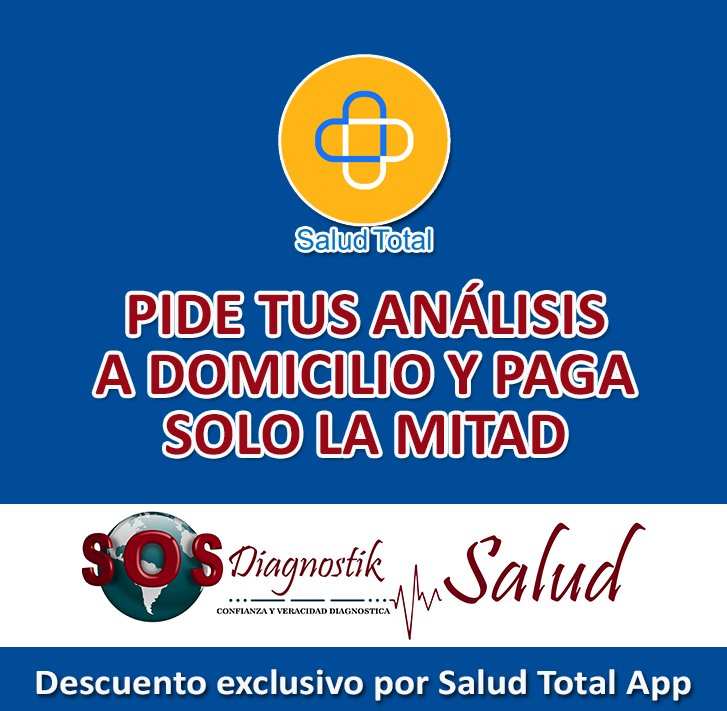 Salud Total
PIDE TUS ANÁLISIS
A DOMICILIO Y PAGA
SOLO LA MITAD
SOS Diagnostik Salud
CONFIANZA Y VERACIDAD DIAGNOSTICA
Descuento exclusivo por Salud Total App